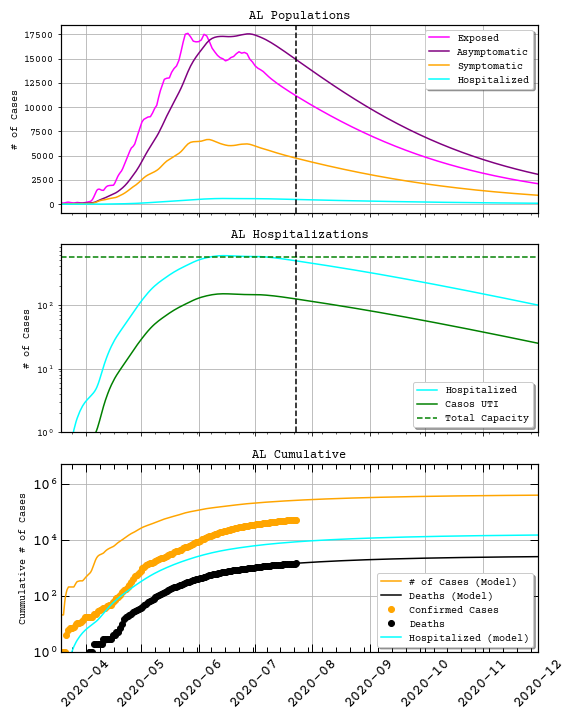 AL Populations
17500
15000
12500
10000
7500
5000
2500
0
# of Cases
Exposed
Asymptomatic
Symptomatic
Hospitalized
AL Hospitalizations
10²
10¹
10⁰
# of Cases
Hospitalized
Casos UTI
Total Capacity
AL Cumulative
10⁶
10⁴
10²
10⁰
Cummulative # of Cases
# of Cases (Model)
Deaths (Model)
Confirmed Cases
Deaths
Hospitalized (model)
2020-04
2020-05
2020-06
2020-07
2020-08
2020-09
2020-10
2020-11
2020-12